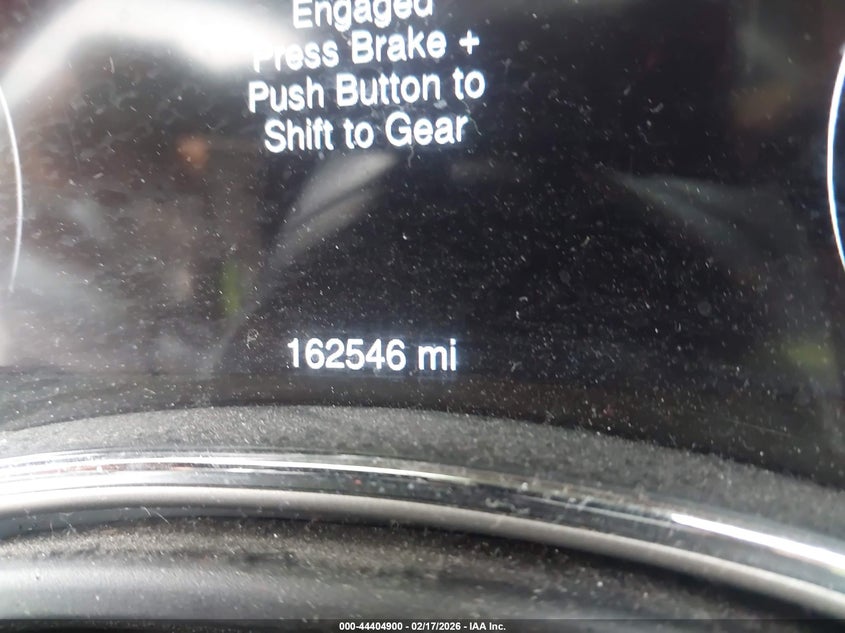 Engaged
Press Brake +
Push Button to
Shift to Gear
162546 mi
000-44404900 - 02/17/2026 - IAA Inc.